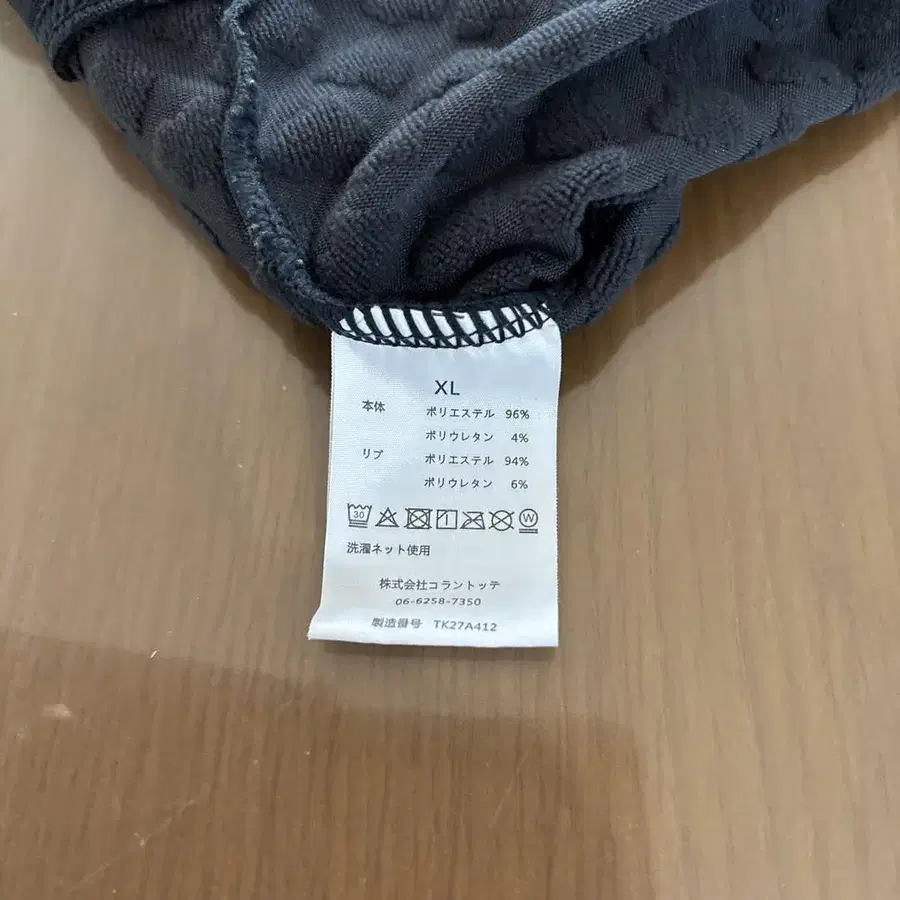 XL
本体 ポリエステル 96%
ポリウレタン 4%
リブ ポリエステル 94%
ポリウレタン 6%
30 W
洗濯ネット使用
株式会社コラントッテ
06-6258-7350
製造番号 TK27A412